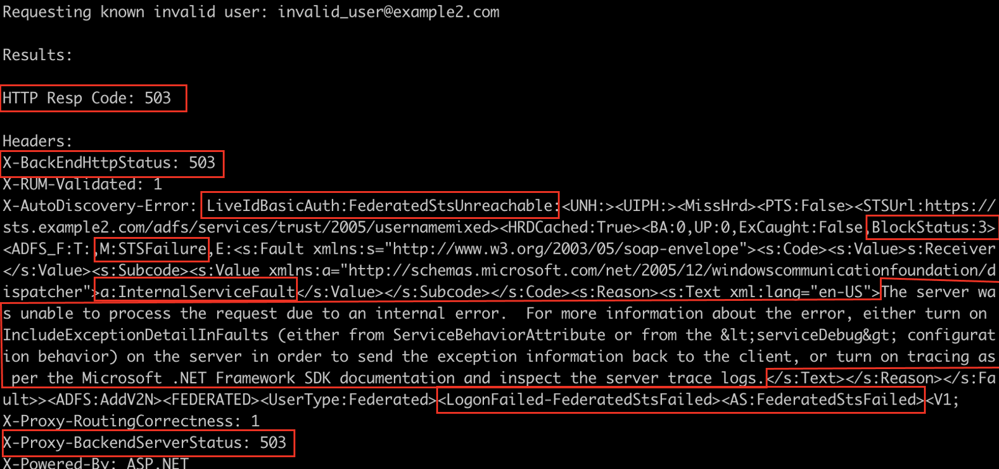 Requesting known invalid user: invalid_user@example2.com
Results:
HTTP Resp Code: 503
Headers:
X-BackEndHttpStatus: 503
X-RUM-Validated: 1
X-AutoDiscovery-Error: LiveIdBasicAuth:FederatedStsUnreachable:<UNH:><UIPH:><MissHrd><PTS:False><STSUrl:https://
sts.example2.com/adfs/services/trust/2005/usernamemixed><HRDCached:True><BA:0,UP:0,ExCaught:False,BlockStatus:3>
<ADFS_F:T:,M:STSFailure,E:<s:Fault xmlns:s="http://www.w3.org/2003/05/soap-envelope"><s:Code><s:Value>s:Receiver
</s:Value><s:Subcode><s:Value xmlns:a="http://schemas.microsoft.com/net/2005/12/windowscommunicationfoundation/d
ispatcher">a:InternalServiceFault</s:Value></s:Subcode></s:Code><s:Reason><s:Text xml:lang="en-US">The server wa
s unable to process the request due to an internal error.  For more information about the error, either turn on
IncludeExceptionDetailInFaults (either from ServiceBehaviorAttribute or from the &lt;serviceDebug&gt; configurat
ion behavior) on the server in order to send the exception information back to the client, or turn on tracing as
 per the Microsoft .NET Framework SDK documentation and inspect the server trace logs.</s:Text></s:Reason></s:Fa
ult>><ADFS:AddV2N><FEDERATED><UserType:Federated><LogonFailed-FederatedStsFailed><AS:FederatedStsFailed><V1;
X-Proxy-RoutingCorrectness: 1
X-Proxy-BackendServerStatus: 503
X-Powered-By: ASP.NET